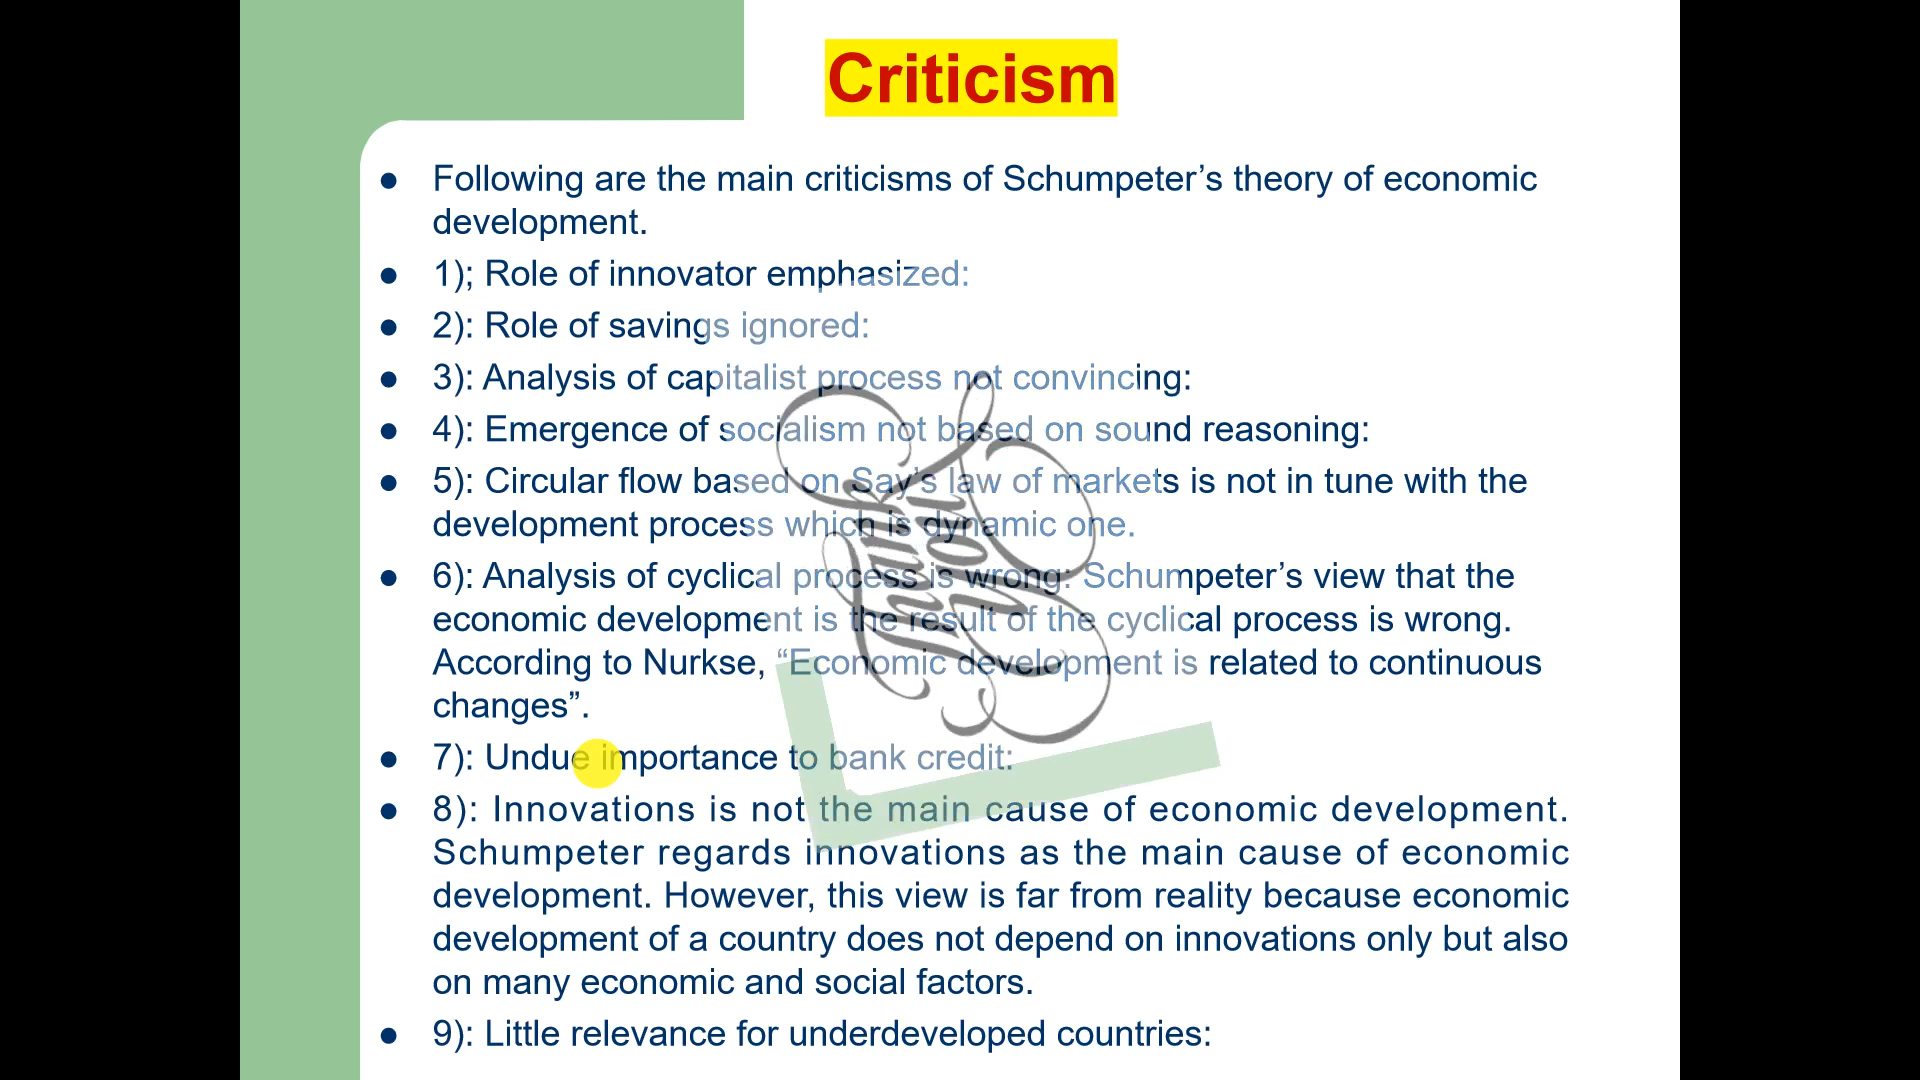 Criticism
● Following are the main criticisms of Schumpeter’s theory of economic
development.
● 1); Role of innovator emphasized:
● 2): Role of savings ignored:
● 3): Analysis of capitalist process not convincing:
● 4): Emergence of socialism not based on sound reasoning:
● 5): Circular flow based on Say’s law of markets is not in tune with the
development process which is dynamic one.
● 6): Analysis of cyclical process is wrong: Schumpeter’s view that the
economic development is the result of the cyclical process is wrong.
According to Nurkse, “Economic development is related to continuous
changes”.
● 7): Undue importance to bank credit:
● 8): Innovations is not the main cause of economic development.
Schumpeter regards innovations as the main cause of economic
development. However, this view is far from reality because economic
development of a country does not depend on innovations only but also
on many economic and social factors.
● 9): Little relevance for underdeveloped countries:
Thank
You